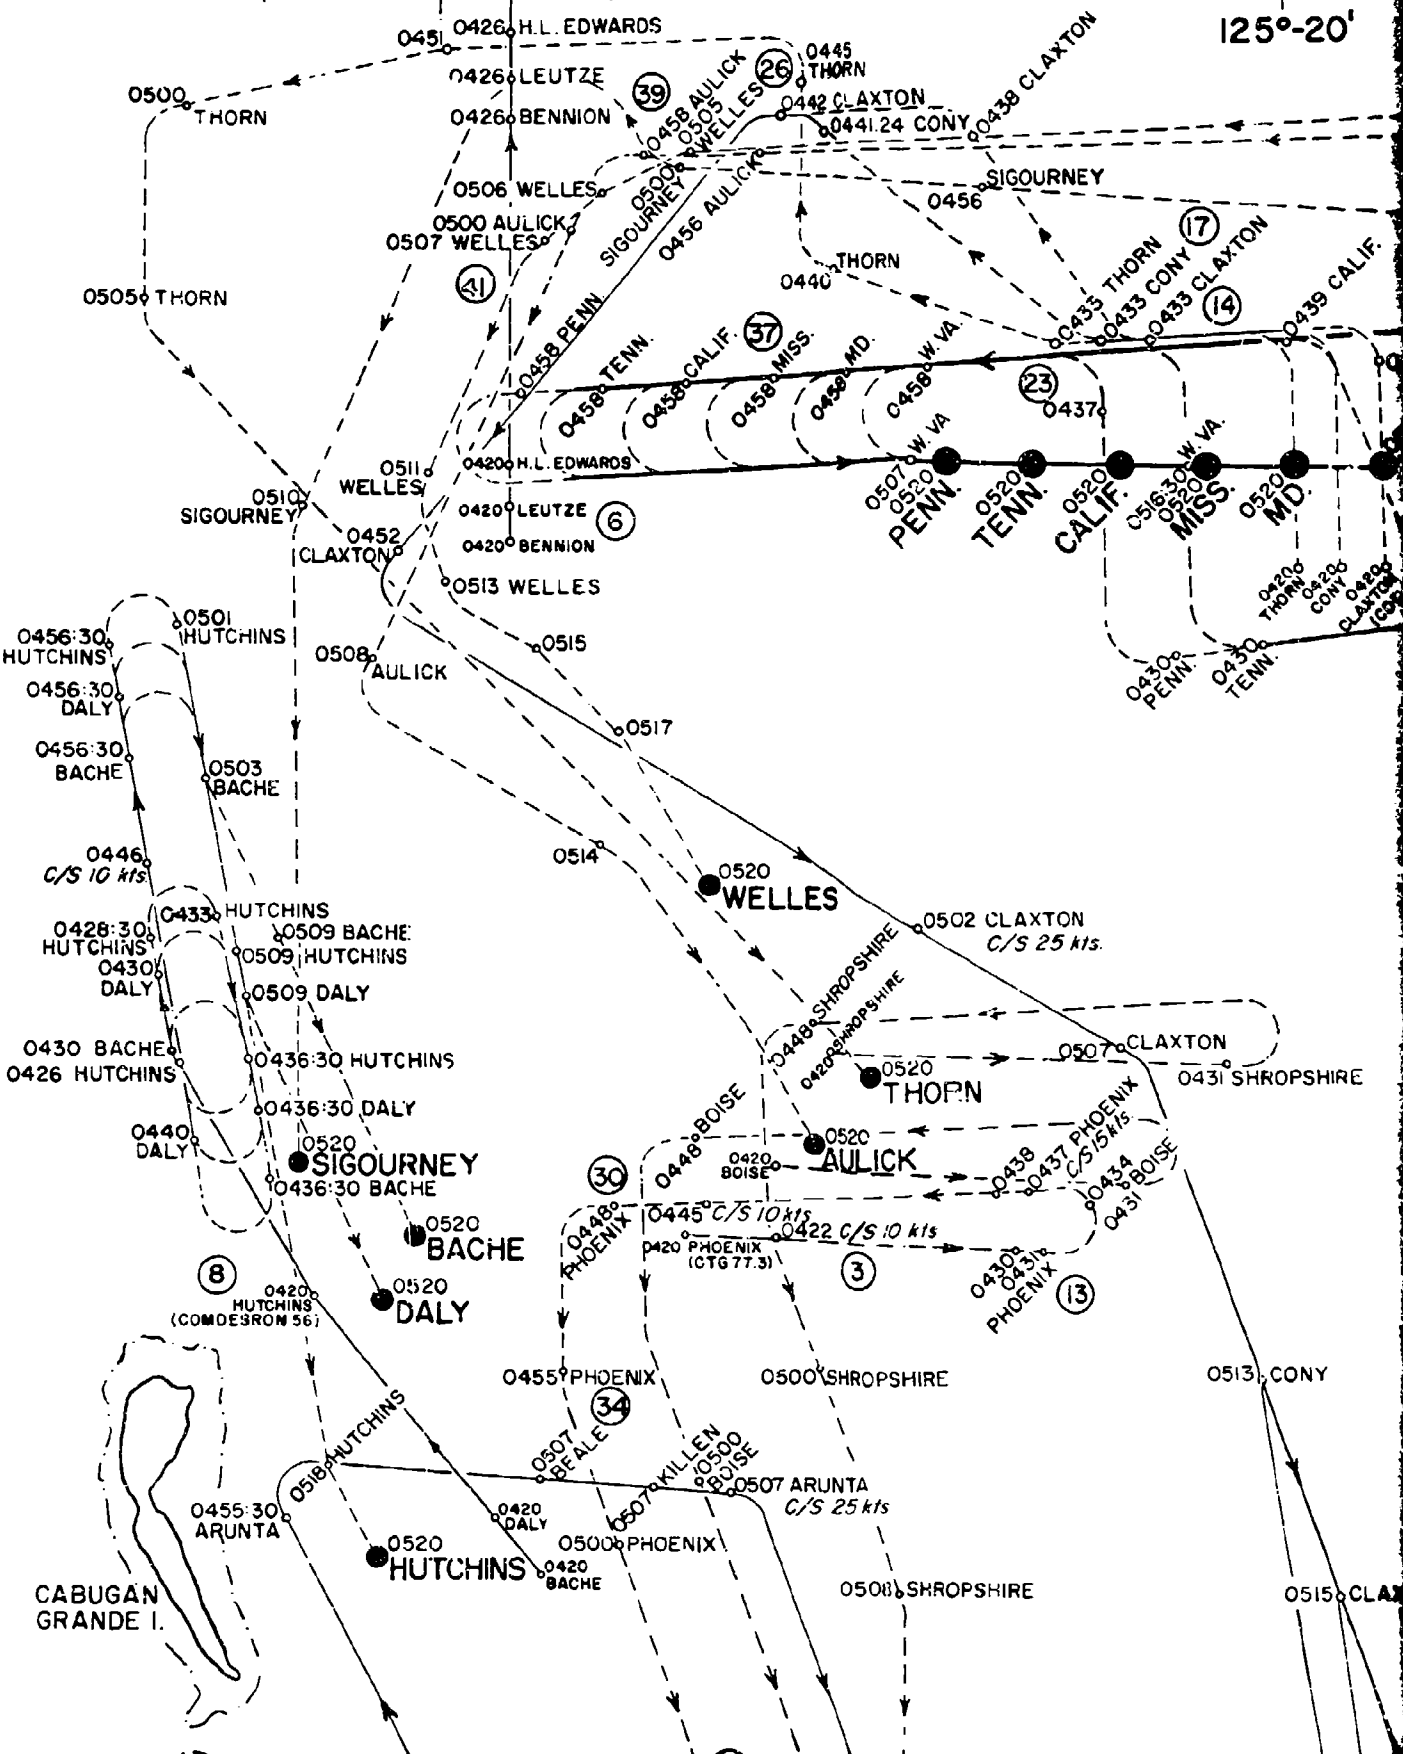 125°-20'
0426 H.L. EDWARDS
0451
0445
THORN
0426 LEUTZE
26
39
0458 AULICK
0505
WELLES
0438 CLAXTON
0500
THORN
0442 CLAXTON
0426 BENNION
0441.24 CONY
0506 WELLES
0500
SIGOURNEY
0456 AULICK
SIGOURNEY
0456
0500 AULICK
0507 WELLES
17
THORN
0440
0433 THORN
0433 CONY
0433 CLAXTON
0439 CALIF.
41
0505 THORN
14
0458 PENN.
0458 TENN.
0458 CALIF.
37
0458 MISS.
0458 MD.
0458 W. VA.
23
0437
0511
WELLES
0420 H.L. EDWARDS
0507 W. VA
0520
PENN.
0520
TENN.
0520
CALIF.
0516:30 W. VA.
0520
MISS.
0520
MD.
0510
SIGOURNEY
0420 LEUTZE
6
0452
CLAXTON
0420 BENNION
0420
THORN
0420
CONY
0420
CLAXTON
0513 WELLES
0501
HUTCHINS
0456:30
HUTCHINS
0515
0508
AULICK
0430
PENN.
0430
TENN.
0456:30
DALY
0517
0456:30
BACHE
0503
BACHE
0446
C/S 10 kts
0514
0520
WELLES
0433 HUTCHINS
0502 CLAXTON
C/S 25 kts.
0428:30
HUTCHINS
0509 BACHE
0509 HUTCHINS
0430
DALY
0509 DALY
0448 SHROPSHIRE
0420 SHROPSHIRE
0430 BACHE
0426 HUTCHINS
0436:30 HUTCHINS
0507 CLAXTON
0431 SHROPSHIRE
0520
THORN
0436:30 DALY
0440
DALY
0448 BOISE
0520
AULICK
0520
SIGOURNEY
0420
BOISE
0438
0437 PHOENIX
C/S 15 kts.
0434
0431 BOISE
0436:30 BACHE
30
0448
PHOENIX
0445 C/S 10 kts
0422 C/S 10 kts
0520
BACHE
0420 PHOENIX
(CTG 77.3)
3
0430
0431
PHOENIX
13
8
0420
HUTCHINS
(COMDESRON 56)
0520
DALY
0455 PHOENIX
0500 SHROPSHIRE
0513 CONY
34
0518 HUTCHINS
0507
BEALE
0507 KILLEN
0500
BOISE
0507 ARUNTA
C/S 25 kts
0455:30
ARUNTA
0420
DALY
0500 PHOENIX
0520
HUTCHINS
0420
BACHE
0508 SHROPSHIRE
CABUGAN
GRANDE I.
0515